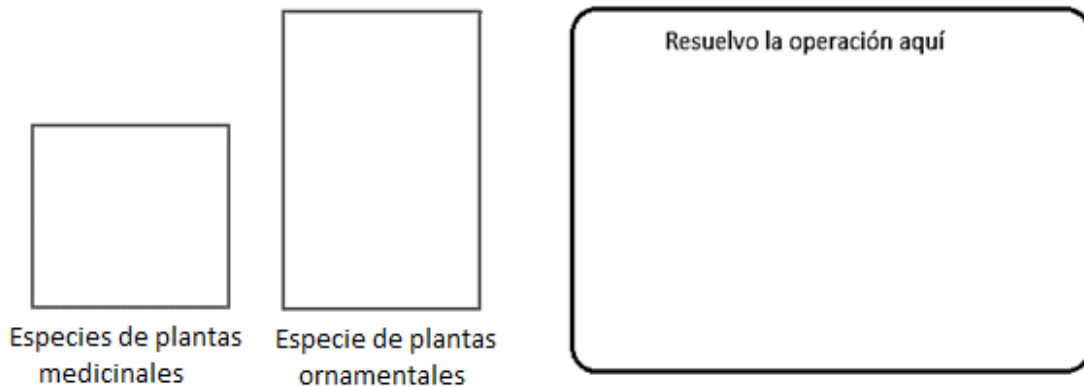 Resuelvo la operación aquí
Especies de plantas
medicinales
Especie de plantas
ornamentales